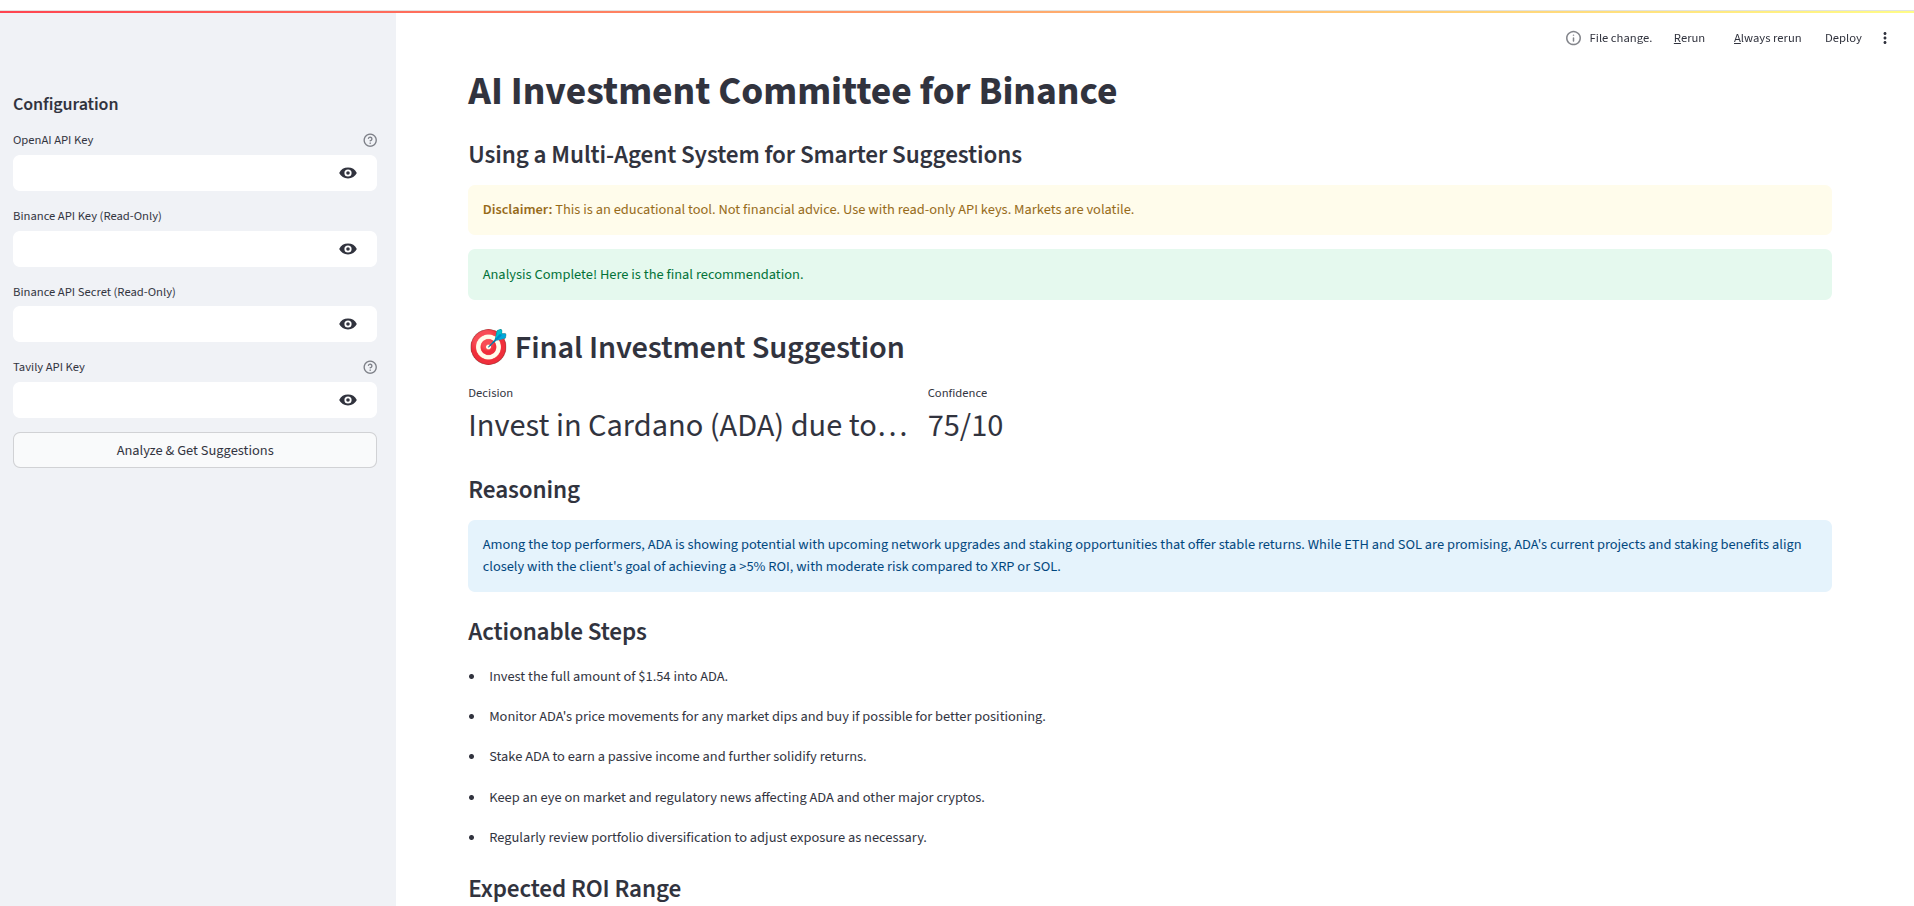 File change.
Rerun
Always rerun
Deploy
Configuration
OpenAI API Key
Binance API Key (Read-Only)
Binance API Secret (Read-Only)
Tavily API Key
Analyze & Get Suggestions
AI Investment Committee for Binance
Using a Multi-Agent System for Smarter Suggestions
Disclaimer: This is an educational tool. Not financial advice. Use with read-only API keys. Markets are volatile.
Analysis Complete! Here is the final recommendation.
🎯 Final Investment Suggestion
Decision
Invest in Cardano (ADA) due to...
Confidence
75/10
Reasoning
Among the top performers, ADA is showing potential with upcoming network upgrades and staking opportunities that offer stable returns. While ETH and SOL are promising, ADA's current projects and staking benefits align
closely with the client's goal of achieving a >5% ROI, with moderate risk compared to XRP or SOL.
Actionable Steps
• Invest the full amount of $1.54 into ADA.
• Monitor ADA's price movements for any market dips and buy if possible for better positioning.
• Stake ADA to earn a passive income and further solidify returns.
• Keep an eye on market and regulatory news affecting ADA and other major cryptos.
• Regularly review portfolio diversification to adjust exposure as necessary.
Expected ROI Range